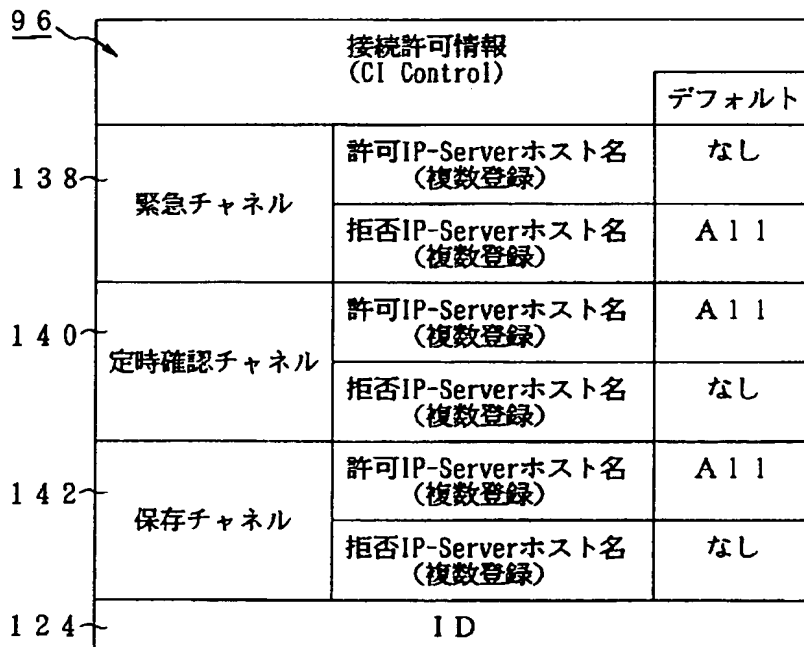 96
接続許可情報
(CI Control)
デフォルト
138
緊急チャネル
許可IP-Serverホスト名
(複数登録)
なし
拒否IP-Serverホスト名
(複数登録)
All
140
定時確認チャネル
許可IP-Serverホスト名
(複数登録)
All
拒否IP-Serverホスト名
(複数登録)
なし
142
保存チャネル
許可IP-Serverホスト名
(複数登録)
All
拒否IP-Serverホスト名
(複数登録)
なし
124
ID